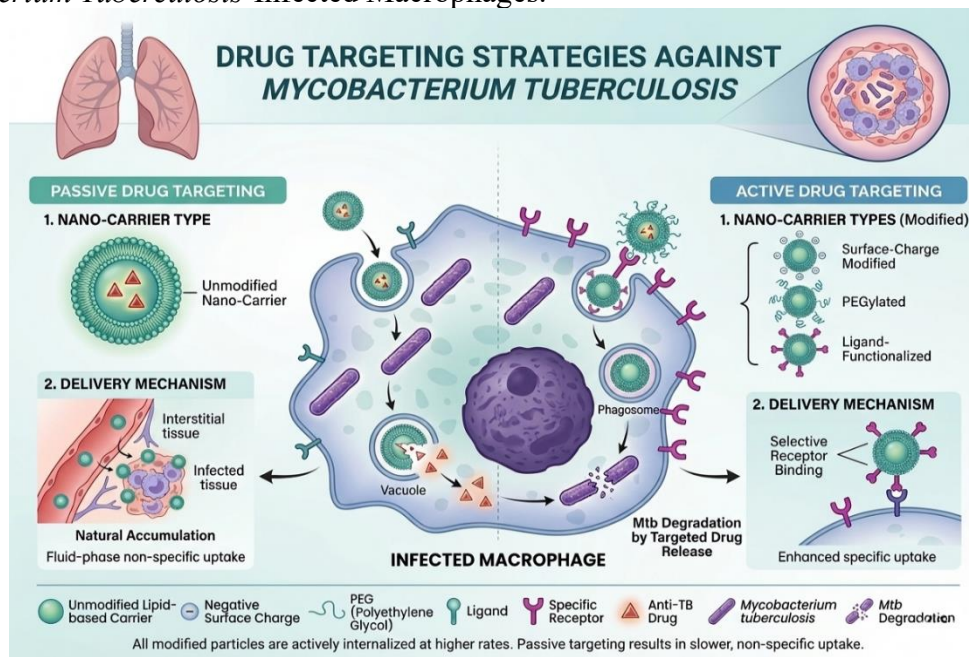 erium Tuberculosis-Infected Macrophages.
DRUG TARGETING STRATEGIES AGAINST
MYCOBACTERIUM TUBERCULOSIS
PASSIVE DRUG TARGETING
1. NANO-CARRIER TYPE
Unmodified
Nano-Carrier
2. DELIVERY MECHANISM
Interstitial
tissue
Infected
tissue
Natural Accumulation
Fluid-phase non-specific uptake
Vacuole
Phagosome
Mtb Degradation
by Targeted Drug
Release
INFECTED MACROPHAGE
ACTIVE DRUG TARGETING
1. NANO-CARRIER TYPES (Modified)
Surface-Charge
Modified
PEGylated
Ligand-
Functionalized
2. DELIVERY MECHANISM
Selective
Receptor
Binding
Enhanced specific uptake
Unmodified Lipid-
based Carrier
Negative
Surface Charge
PEG
(Polyethylene
Glycol)
Ligand
Specific
Receptor
Anti-TB
Drug
Mycobacterium
tuberculosis
Mtb
Degradation
All modified particles are actively internalized at higher rates. Passive targeting results in slower, non-specific uptake.